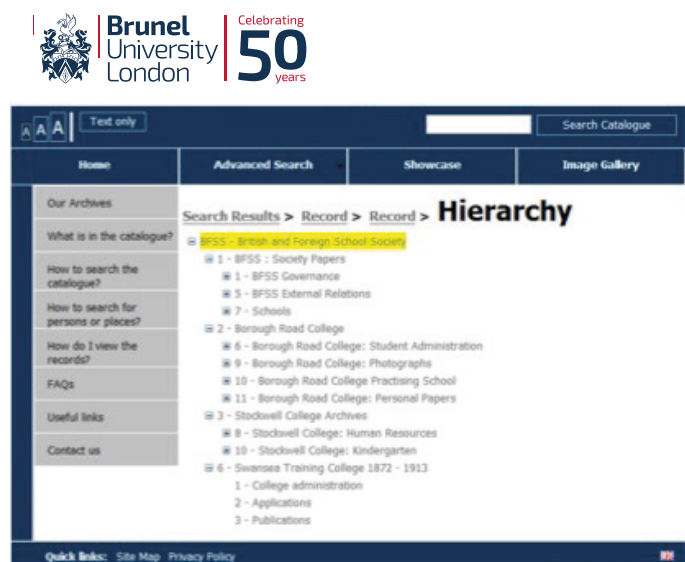 Brunel
University
London
Celebrating
50
years
A A A
Text only
Search Catalogue
Home
Advanced Search
Showcase
Image Gallery
Our Archives
What is in the catalogue?
How to search the
catalogue?
How to search for
persons or places?
How do I view the
records?
FAQs
Useful links
Contact us
Search Results > Record > Record > Hierarchy
BFSS - British and Foreign School Society
1 - BFSS : Society Papers
1 - BFSS Governance
5 - BFSS External Relations
7 - Schools
2 - Borough Road College
6 - Borough Road College: Student Administration
9 - Borough Road College: Photographs
10 - Borough Road College Practising School
11 - Borough Road College: Personal Papers
3 - Stockwell College Archives
8 - Stockwell College: Human Resources
10 - Stockwell College: Kindergarten
6 - Swansea Training College 1872 - 1913
1 - College administration
2 - Applications
3 - Publications
Quick links: Site Map Privacy Policy